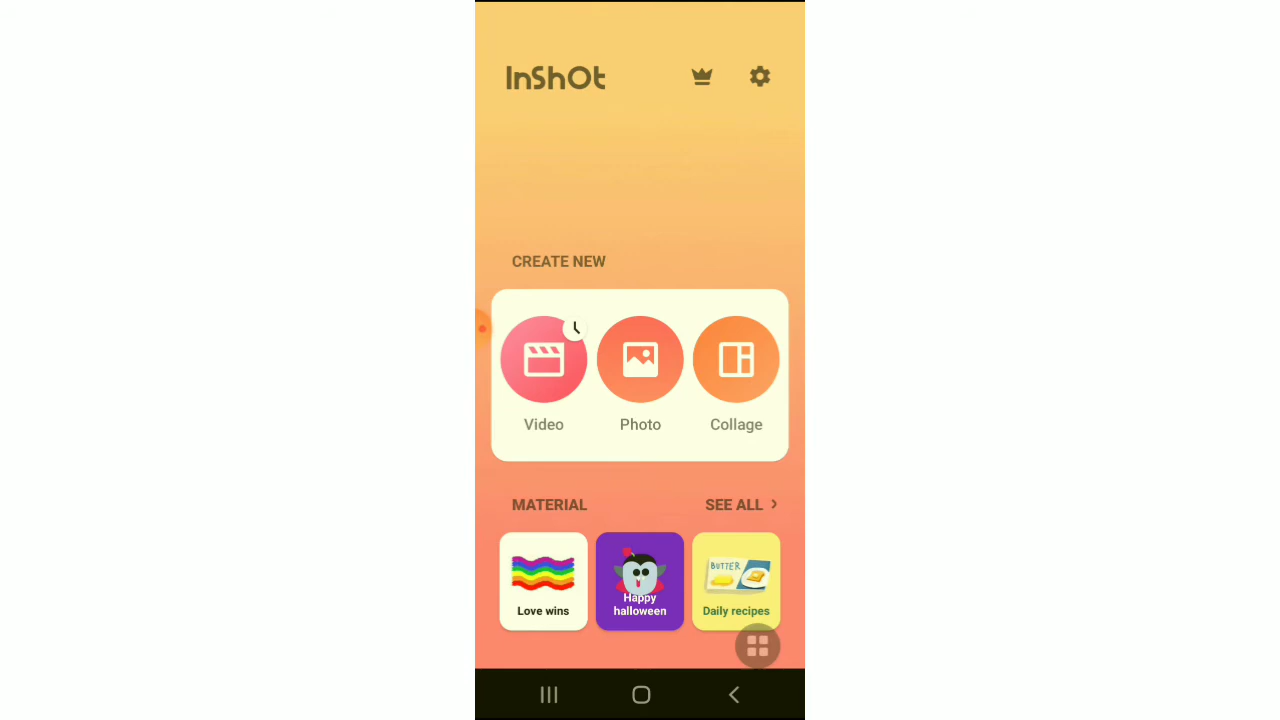 InShOt
CREATE NEW
Video Photo Collage
MATERIAL SEE ALL
BUTTER
Love wins
Happy
halloween
Daily recipes